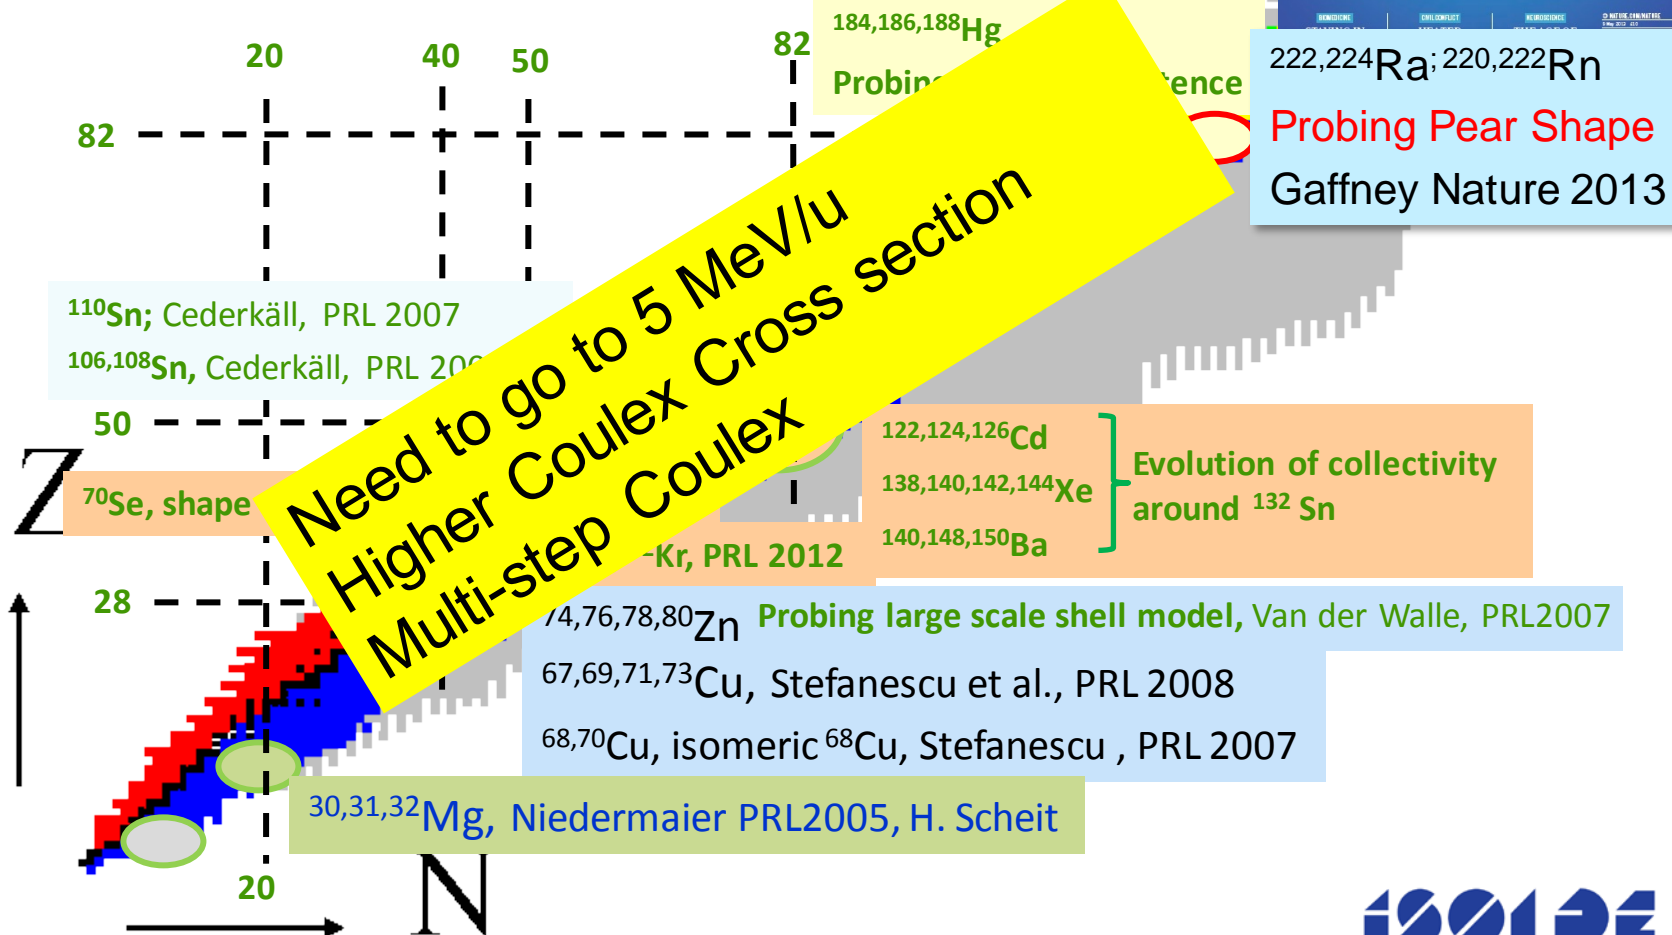 184,186,188Hg
BIOMEDICINE
CIVIL CONFLICT
NEUROSCIENCE
20
40
50
82
222,224Ra; 220,222Rn
Probing Pear Shape
Gaffney Nature 2013
82
110Sn; Cederkäll, PRL 2007
106,108Sn, Cederkäll, PRL
Need to go to 5 MeV/u
Higher Coulex Cross section
Multi-step Coulex
50
Z
70Se, shape
122,124,126Cd
138,140,142,144Xe
140,148,150Ba
Evolution of collectivity
around 132 Sn
Kr, PRL 2012
28
74,76,78,80Zn Probing large scale shell model, Van der Walle, PRL2007
67,69,71,73Cu, Stefanescu et al., PRL 2008
68,70Cu, isomeric 68Cu, Stefanescu , PRL 2007
30,31,32Mg, Niedermaier PRL2005, H. Scheit
20
N
ISOLDE